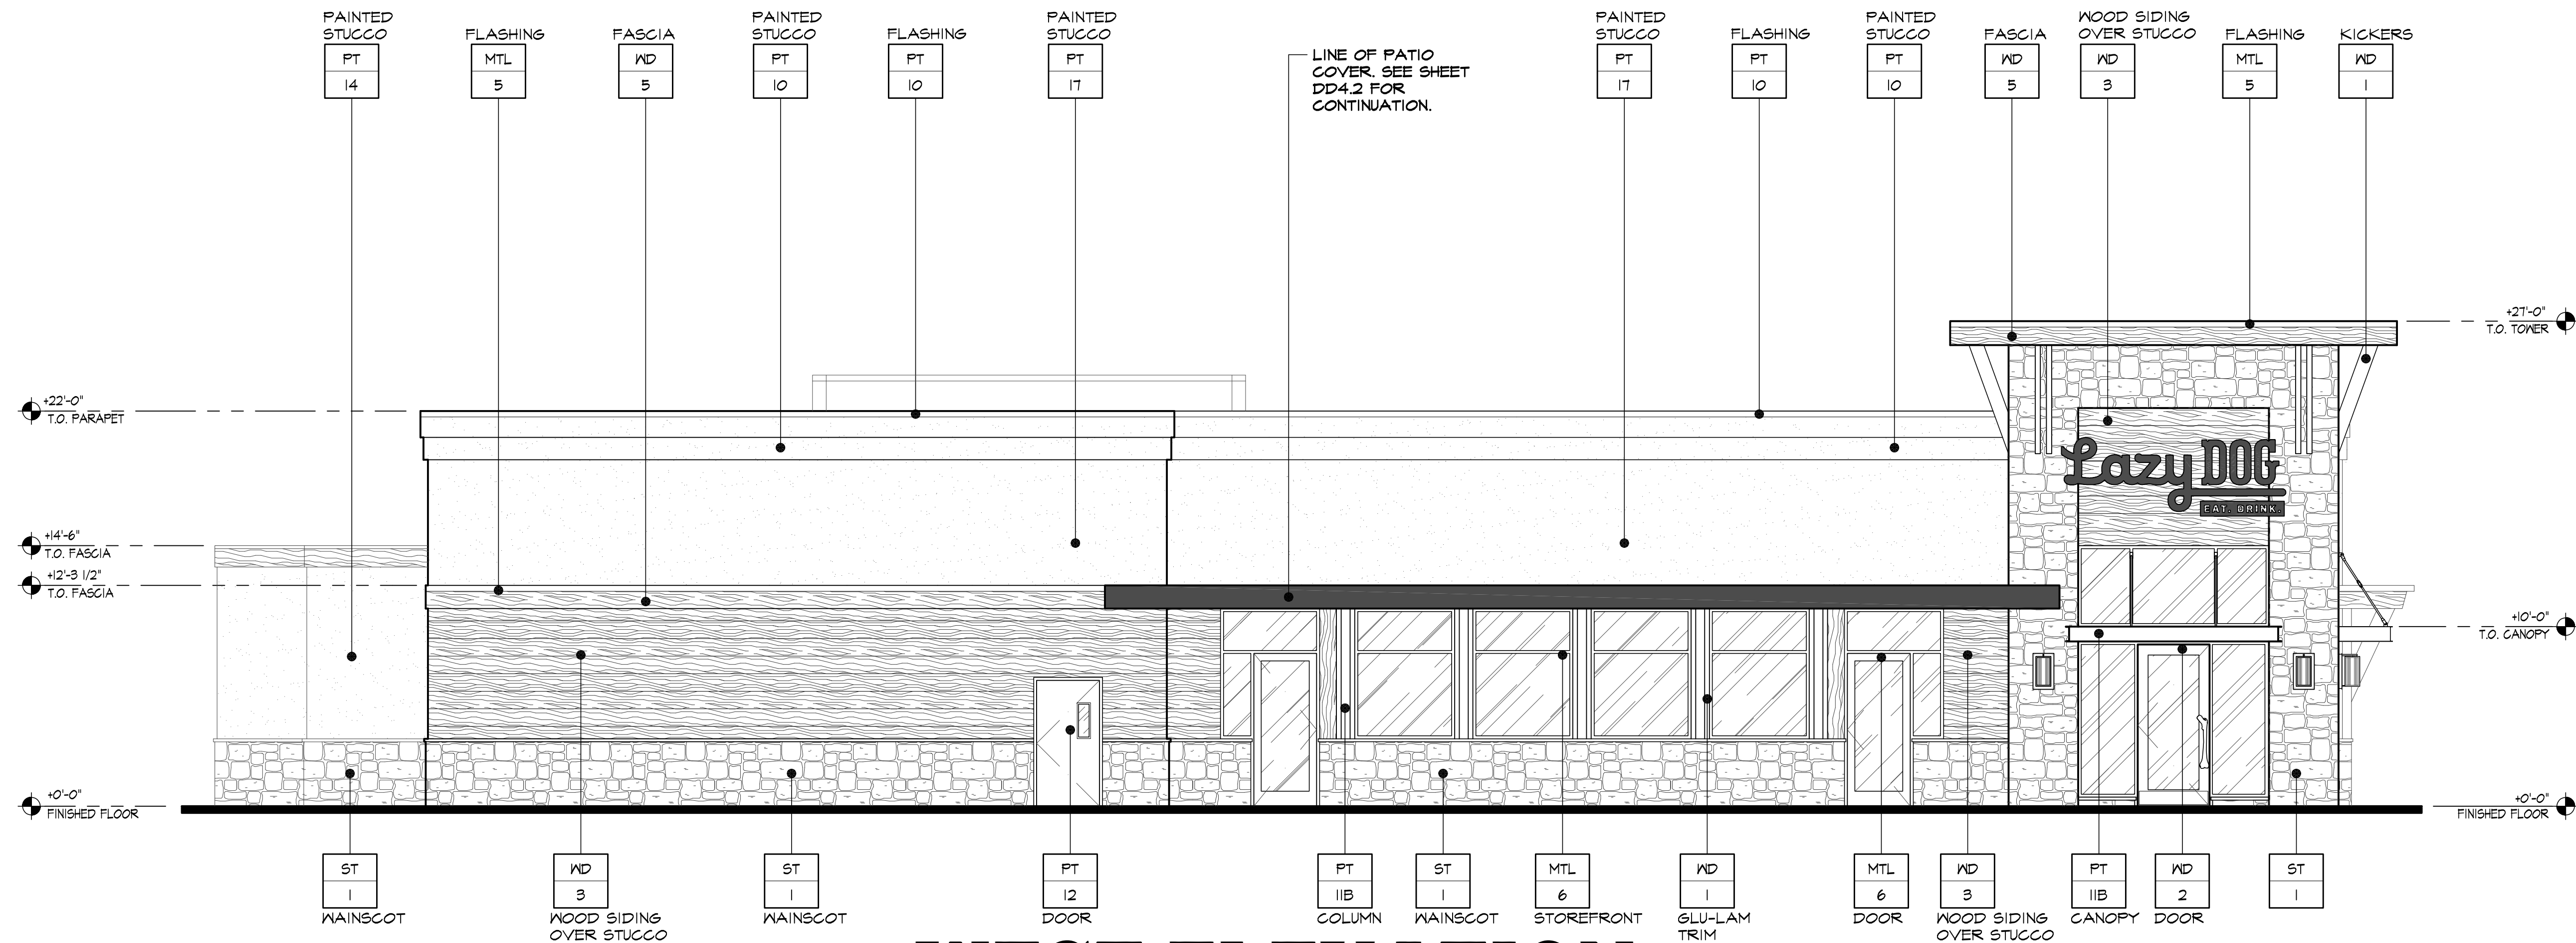 PAINTED
STUCCO
PT
14
FLASHING
MTL
5
FASCIA
WD
5
PAINTED
STUCCO
PT
10
FLASHING
PT
10
PAINTED
STUCCO
PT
17
LINE OF PATIO
COVER. SEE SHEET
DD4.2 FOR
CONTINUATION.
PAINTED
STUCCO
PT
17
FLASHING
PT
10
PAINTED
STUCCO
PT
10
FASCIA
WD
5
WOOD SIDING
OVER STUCCO
WD
3
FLASHING
MTL
5
KICKERS
WD
1
+27'-0"
T.O. TOWER
+22'-0"
T.O. PARAPET
Lazy DOG
EAT. DRINK.
+14'-6"
T.O. FASCIA
+12'-3 1/2"
T.O. FASCIA
+10'-0"
T.O. CANOPY
+0'-0"
FINISHED FLOOR
+0'-0"
FINISHED FLOOR
ST
1
WAINSCOT
WD
3
WOOD SIDING
OVER STUCCO
ST
1
WAINSCOT
PT
12
DOOR
PT
11B
COLUMN
ST
1
WAINSCOT
MTL
6
STOREFRONT
WD
1
GLU-LAM
TRIM
MTL
6
DOOR
WD
3
WOOD SIDING
OVER STUCCO
PT
11B
CANOPY
WD
2
DOOR
ST
1